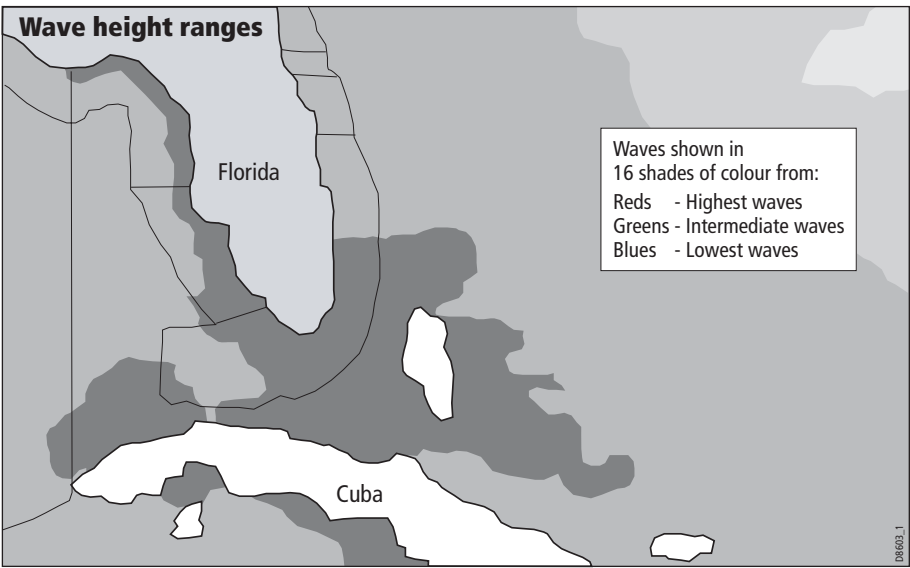 Wave height ranges
Florida
Waves shown in
16 shades of colour from:
Reds - Highest waves
Greens - Intermediate waves
Blues - Lowest waves
Cuba
D8603_1